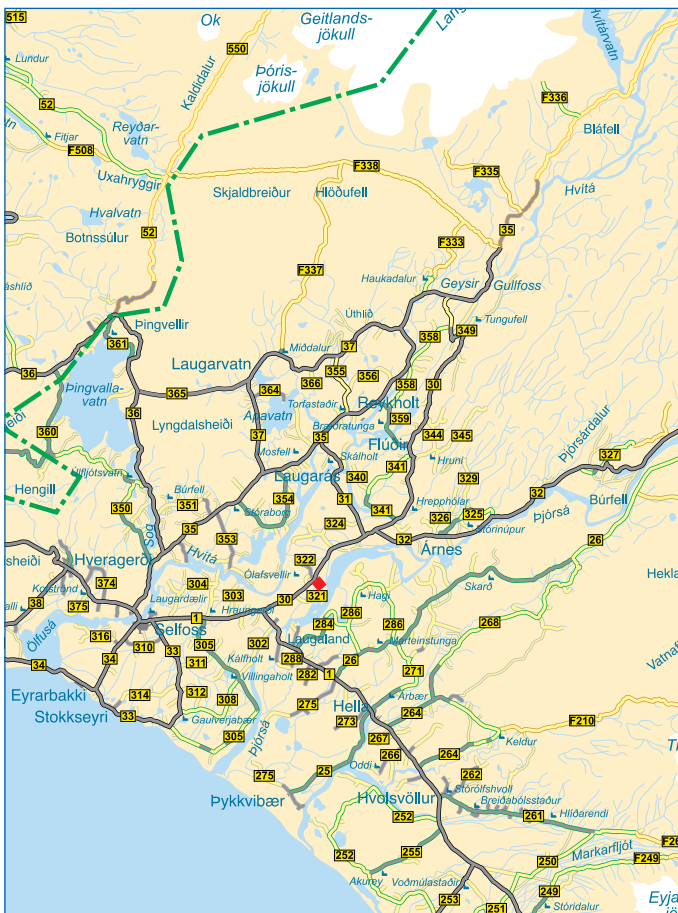 515
Ok
Geitlands-
jökull
Lang
Hvítárvatn
550
Lundur
Þóris-
jökull
Kaldidalur
F336
52
Reyðar-
vatn
Bláfell
Fitjar
F508
F338
F335
Uxahryggir
Skjaldbreiður
Hlöðufell
Hvítá
Hvalvatn
35
52
Botnssúlur
F333
F337
Haukadalur
Geysir
Gullfoss
áshlíð
Úthlíð
Tungufell
Þingvellir
349
361
358
37
Miðdalur
Laugarvatn
36
355
356
366
358
30
365
364
Þingvalla-
vatn
Torfastaðir
Reykholt
Apavatn
36
359
Bræðratunga
Lyngdalsheiði
360
37
35
344
345
Flúðir
Þjórsárdalur
Mosfell
Skálholt
327
Hruni
Úlfljótsvatn
Laugarás
341
329
340
Hengill
Búrfell
32
Búrfell
354
31
Hreppholar
350
351
Stóraborg
341
325
Þjórsá
326
324
Stórinúpur
Sog
35
353
32
26
Árnes
Hvítá
Hveragerði
322
sheiði
Ólafsvellir
Hekla
374
304
Skarð
Kotströnd
321
303
Hagi
38
375
Laugardælir
30
286
Hraungerði
1
268
284
286
Ölfusá
Selfoss
316
305
302
Laugaland
Marteinstunga
310
33
34
311
Kálfholt
288
26
34
282
1
271
Villingaholt
Vatnafj
Eyrarbakki
314
312
308
275
Árbær
Stokkseyri
Hella
264
33
Gaulverjabær
273
F210
305
Þjórsá
267
Keldur
266
264
Oddi
275
25
262
Stórólfshvoll
Þykkvibær
Hvolsvöllur
Breiðabólsstaður
252
261
Hlíðarendi
Markarfljót
252
255
250
F249
Akurey
Voðmúlastaðir
249
253
251
Stóridalur
Eyja